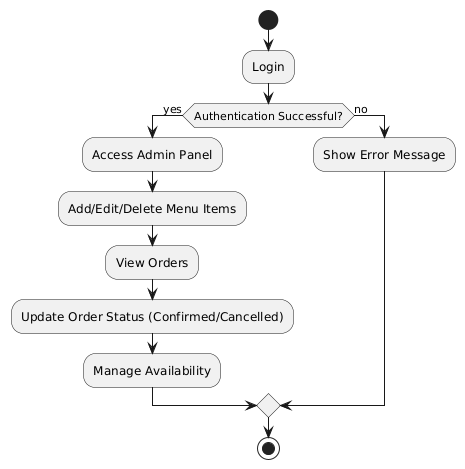 Login
Authentication Successful?
yes
no
Access Admin Panel
Show Error Message
Add/Edit/Delete Menu Items
View Orders
Update Order Status (Confirmed/Cancelled)
Manage Availability